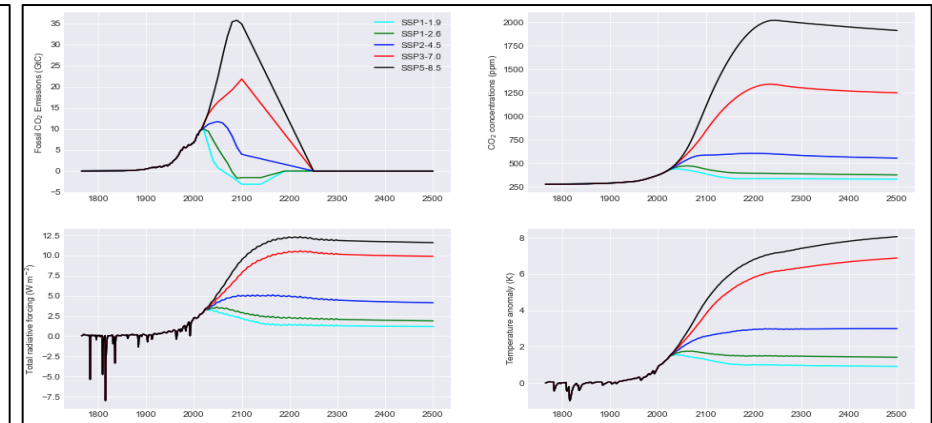 Fossil CO₂ Emissions (GtC)
35
30
25
20
15
10
5
0
−5
1800 1900 2000 2100 2200 2300 2400 2500
SSP1-1.9
SSP1-2.6
SSP2-4.5
SSP3-7.0
SSP5-8.5
CO₂ concentrations (ppm)
2000
1750
1500
1250
1000
750
500
250
1800 1900 2000 2100 2200 2300 2400 2500
Total radiative forcing (W m⁻²)
12.5
10.0
7.5
5.0
2.5
0.0
−2.5
−5.0
−7.5
1800 1900 2000 2100 2200 2300 2400 2500
Temperature anomaly (K)
8
6
4
2
0
1800 1900 2000 2100 2200 2300 2400 2500